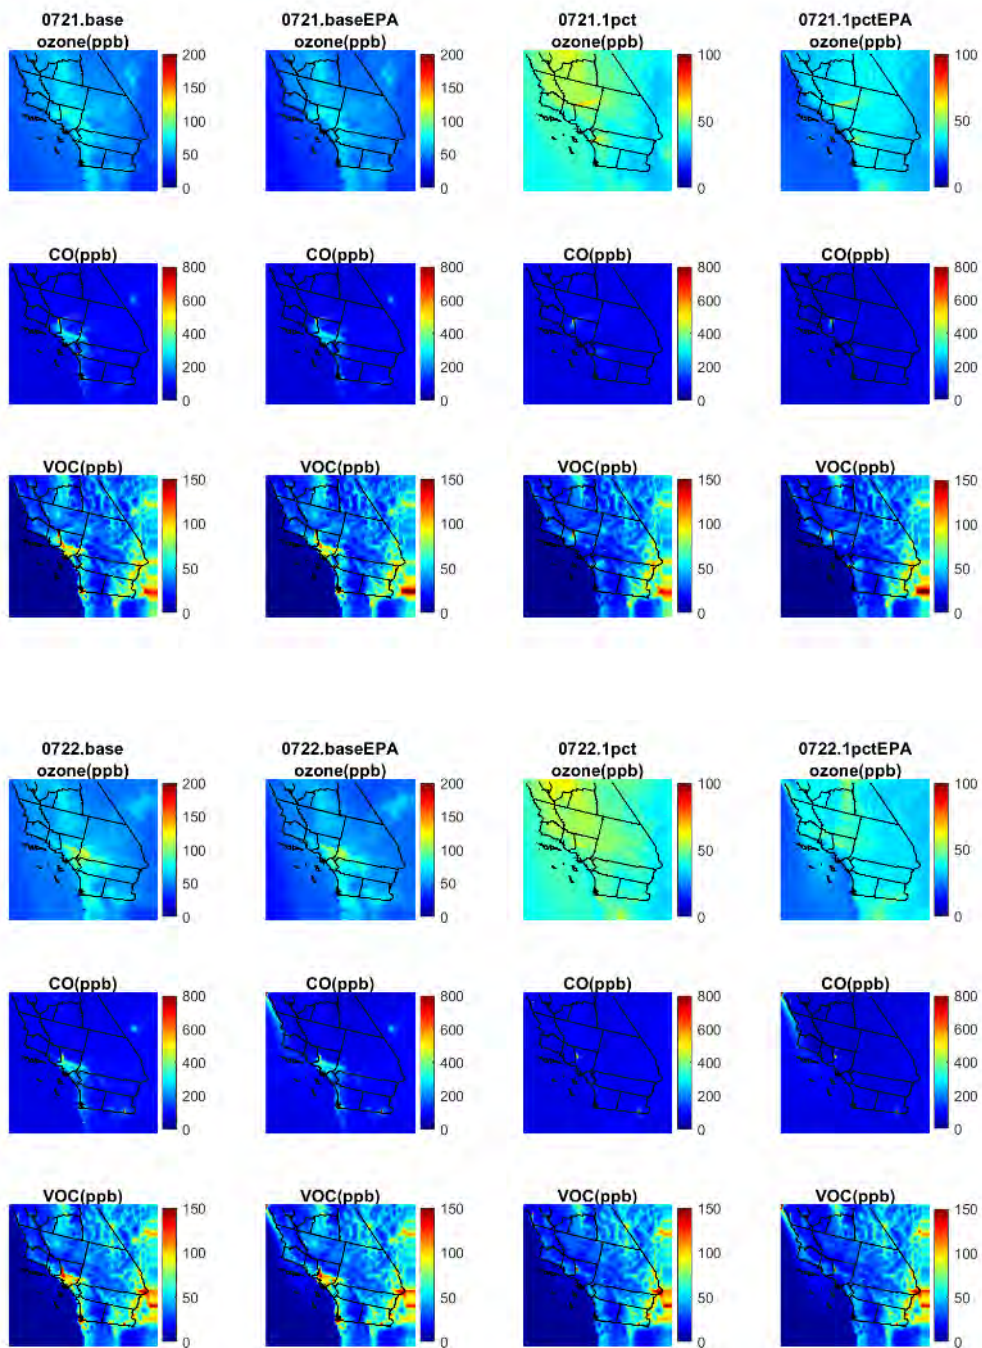 0721.base 0721.baseEPA 0721.1pct 0721.1pctEPA
ozone(ppb) ozone(ppb) ozone(ppb) ozone(ppb)
200 200 100 100
150 150
100 100 50 50
50 50
0 0 0 0
CO(ppb) CO(ppb) CO(ppb) CO(ppb)
800 800 800 800
600 600 600 600
400 400 400 400
200 200 200 200
0 0 0 0
VOC(ppb) VOC(ppb) VOC(ppb) VOC(ppb)
150 150 150 150
100 100 100 100
50 50 50 50
0 0 0 0
0722.base 0722.baseEPA 0722.1pct 0722.1pctEPA
ozone(ppb) ozone(ppb) ozone(ppb) ozone(ppb)
200 200 100 100
150 150
100 100 50 50
50 50
0 0 0 0
CO(ppb) CO(ppb) CO(ppb) CO(ppb)
800 800 800 800
600 600 600 600
400 400 400 400
200 200 200 200
0 0 0 0
VOC(ppb) VOC(ppb) VOC(ppb) VOC(ppb)
150 150 150 150
100 100 100 100
50 50 50 50
0 0 0 0